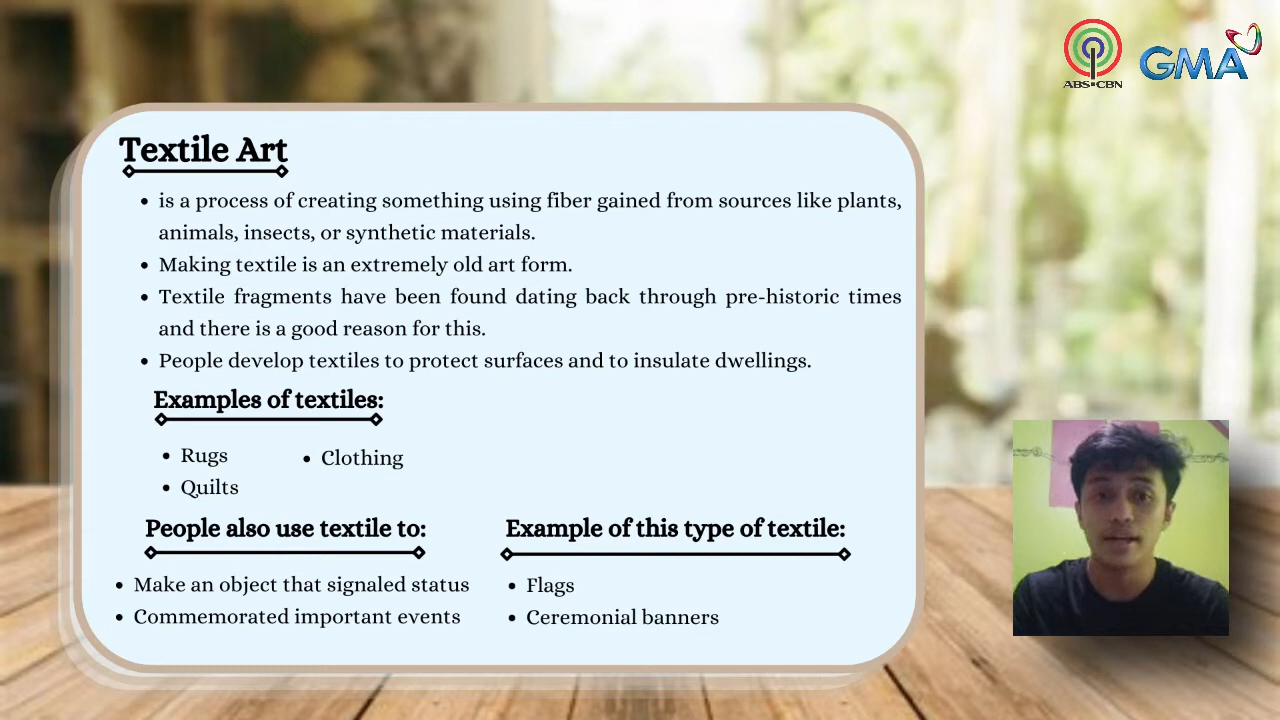 ABS-CBN
GMA
Textile Art
is a process of creating something using fiber gained from sources like plants,
animals, insects, or synthetic materials.
Making textile is an extremely old art form.
Textile fragments have been found dating back through pre-historic times
and there is a good reason for this.
People develop textiles to protect surfaces and to insulate dwellings.
Examples of textiles:
Rugs
Quilts
Clothing
People also use textile to:
Make an object that signaled status
Commemorated important events
Example of this type of textile:
Flags
Ceremonial banners